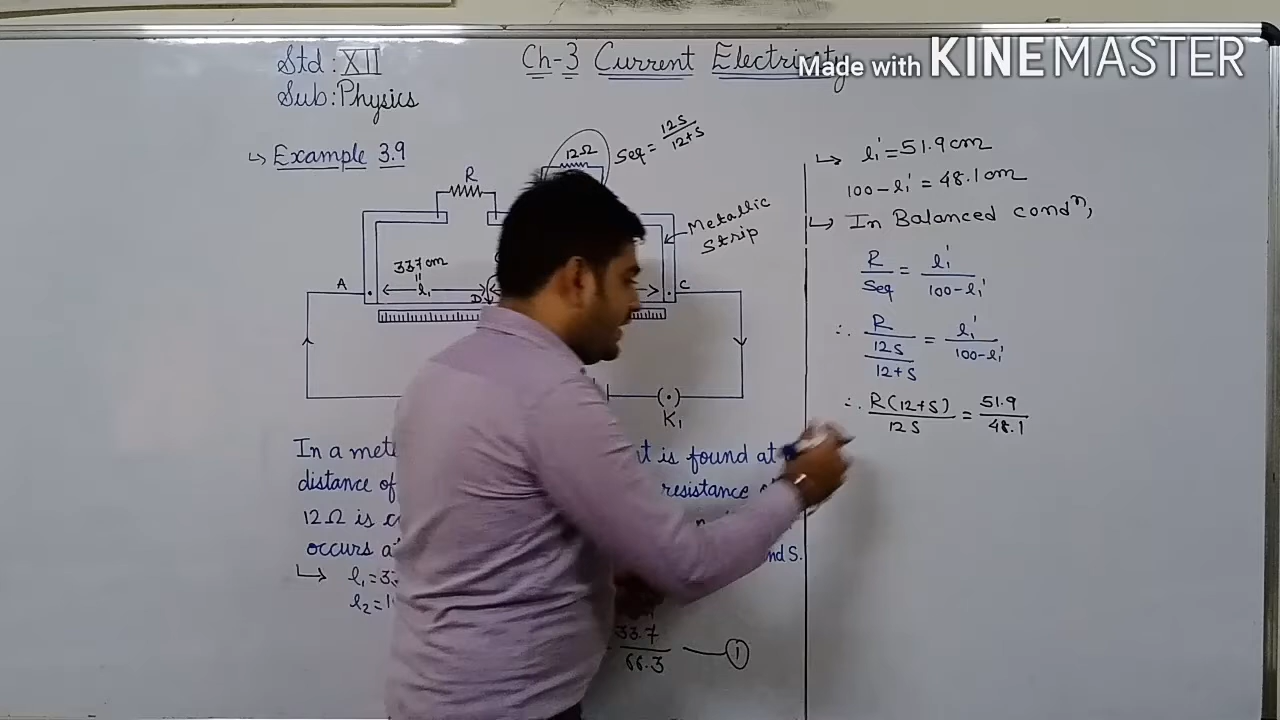 Std : XII
Sub: Physics
Ch-3 Current Electricity
Made with KINEMASTER
↳ Example 3.9
12Ω
Seq = 12S / 12+S
R
Metallic
Strip
33.7 cm
A
l₁
D
C
K₁
In a met
t is found at
distance of
resistance
12Ω is c
occurs a
nd S.
↳ l₁=33
l₂=1
33.7 / 66.3 —— ①
↳ l₁' = 51.9 cm
100-l₁' = 48.1 cm
↳ In Balanced condⁿ,
R / Seq = l₁' / 100-l₁'
∴ R / (12S / 12+S) = l₁' / 100-l₁'
∴ R(12+S) / 12S = 51.9 / 48.1